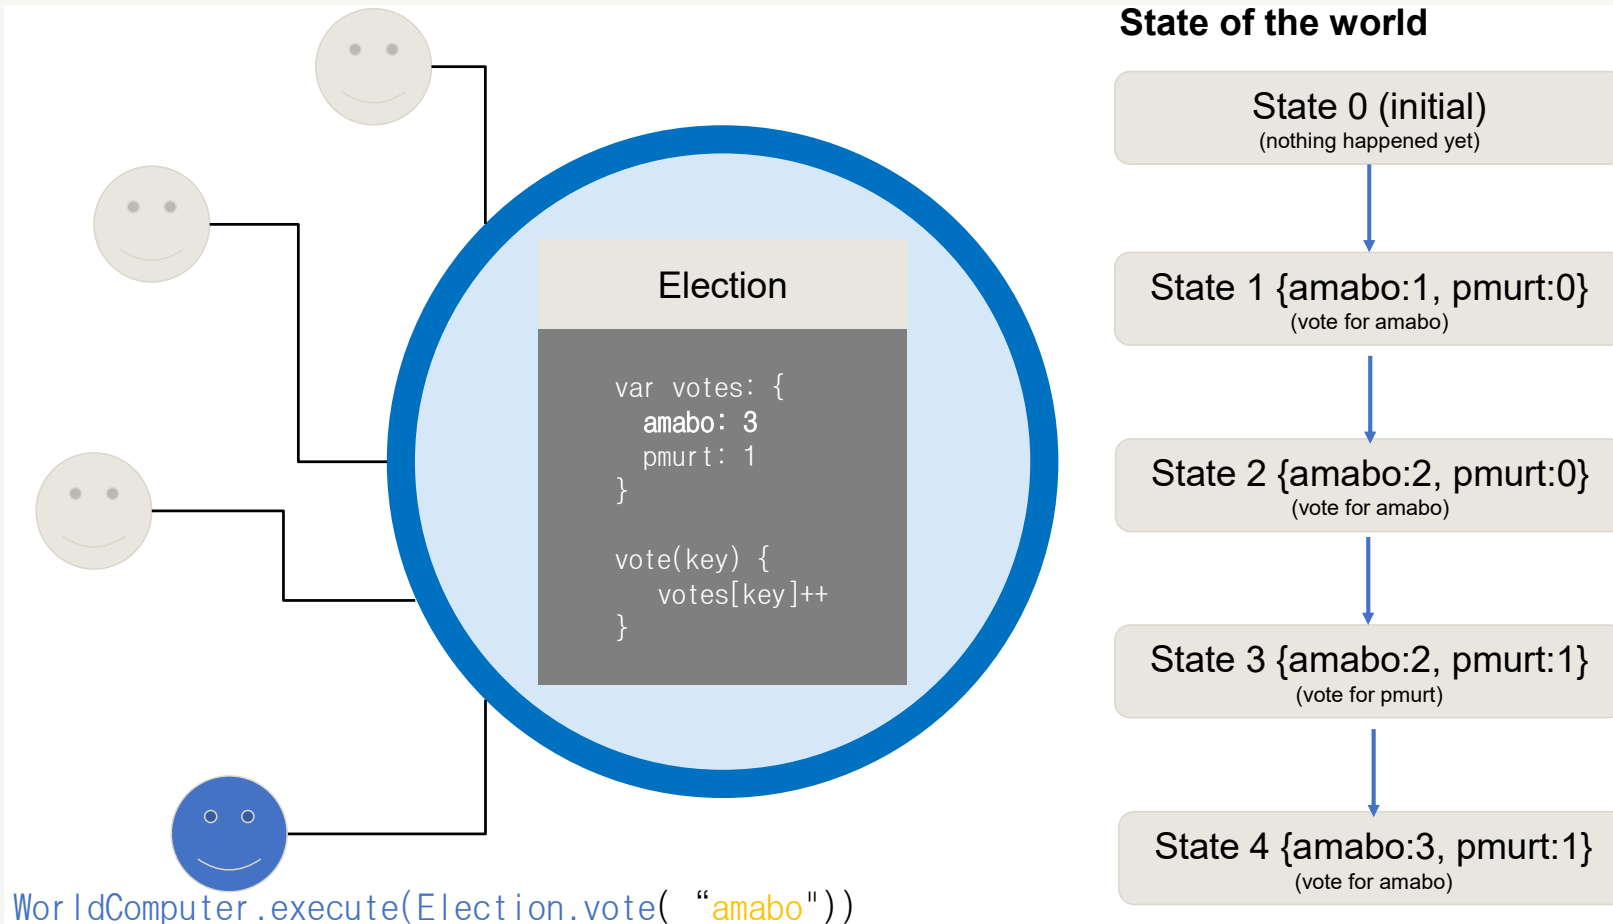 State of the world
State 0 (initial)
(nothing happened yet)
State 1 {amabo:1, pmurt:0}
(vote for amabo)
State 2 {amabo:2, pmurt:0}
(vote for amabo)
State 3 {amabo:2, pmurt:1}
(vote for pmurt)
State 4 {amabo:3, pmurt:1}
(vote for amabo)
Election
var votes: {
amabo: 3
pmurt: 1
}
vote(key) {
votes[key]++
}
WorldComputer.execute(Election.vote( “amabo"))